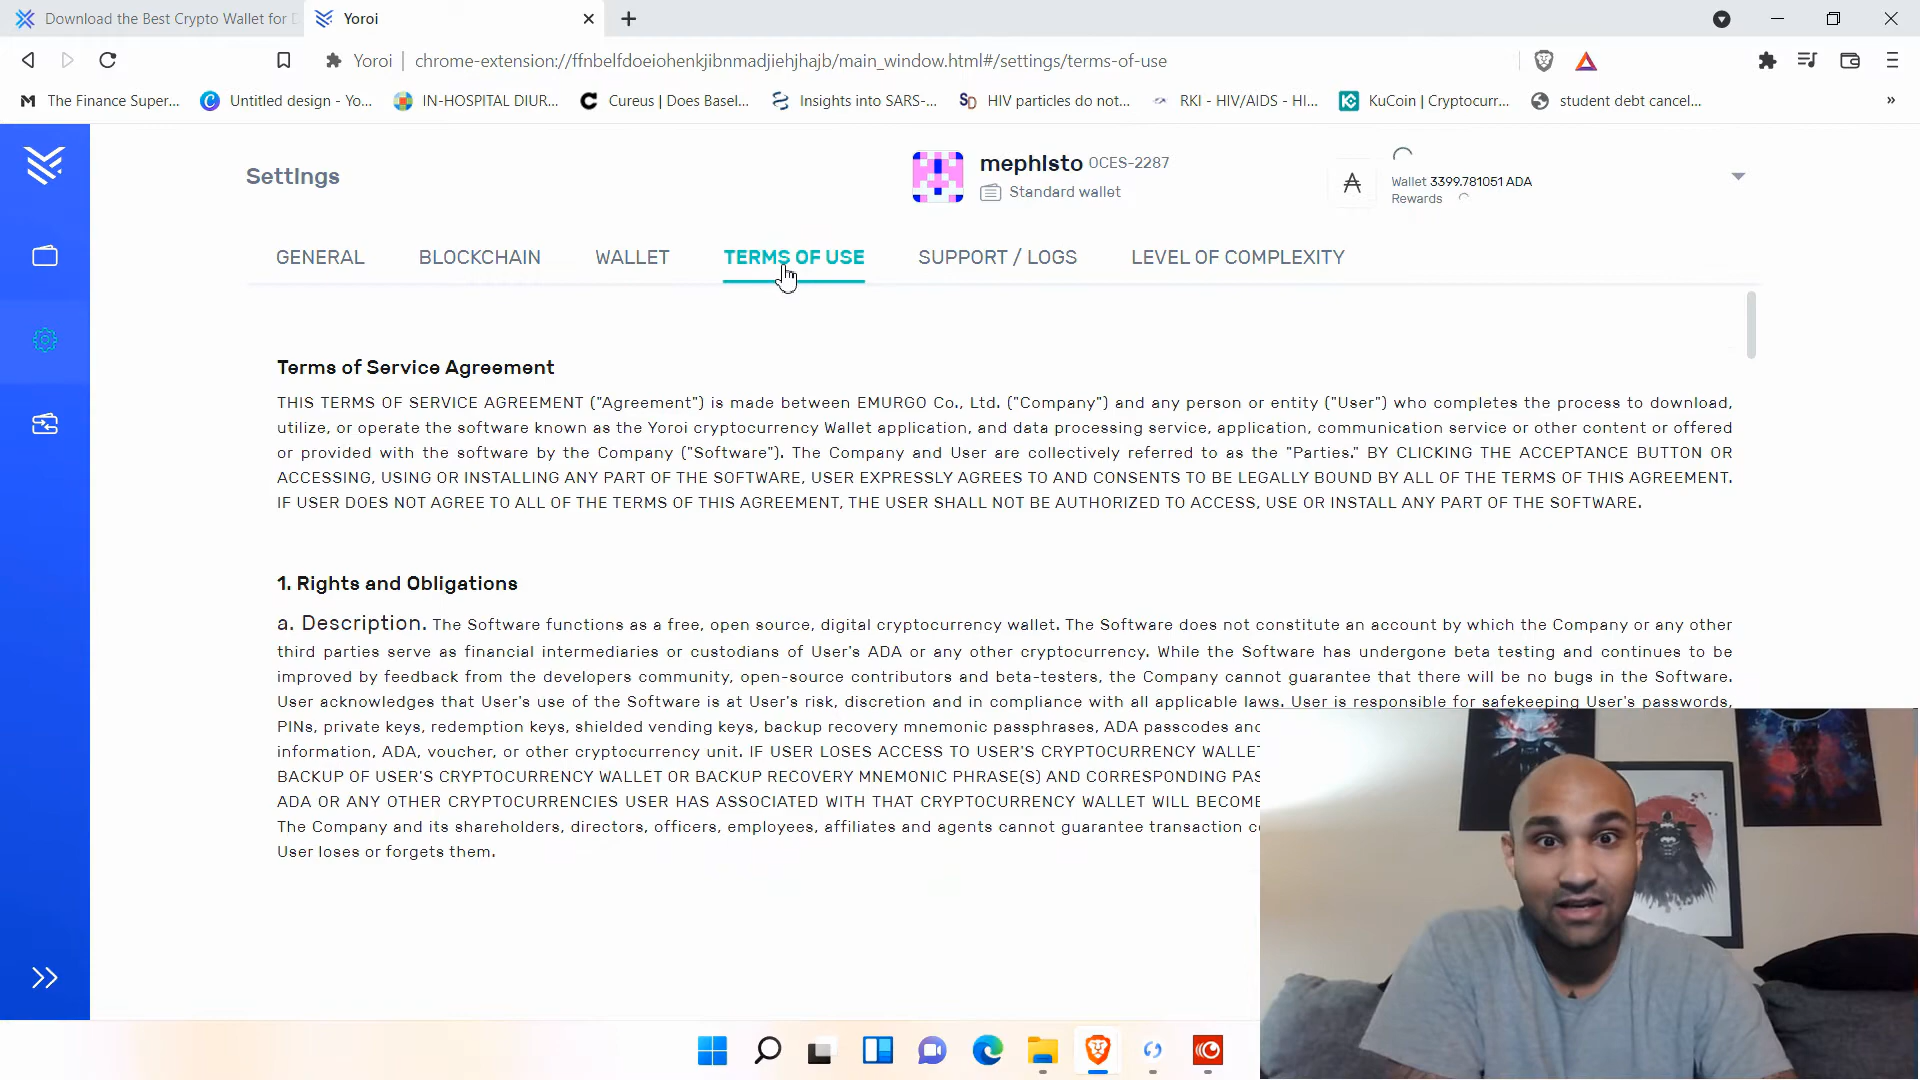 Download the Best Crypto Wallet for D
Yoroi
Yoroi | chrome-extension://ffnbelfdoeiohenkjibnmadjiehjhajb/main_window.html#/settings/terms-of-use
The Finance Super... Untitled design - Yo... IN-HOSPITAL DIUR... Cureus | Does Basel... Insights into SARS-... HIV particles do not... RKI - HIV/AIDS - HI... KuCoin | Cryptocurr... student debt cancel...
Settings
mephisto OCES-2287
Standard wallet
Wallet 3399.781051 ADA
Rewards
GENERAL BLOCKCHAIN WALLET TERMS OF USE SUPPORT / LOGS LEVEL OF COMPLEXITY
Terms of Service Agreement
THIS TERMS OF SERVICE AGREEMENT ("Agreement") is made between EMURGO Co., Ltd. ("Company") and any person or entity ("User") who completes the process to download,
utilize, or operate the software known as the Yoroi cryptocurrency Wallet application, and data processing service, application, communication service or other content or offered
or provided with the software by the Company ("Software"). The Company and User are collectively referred to as the "Parties." BY CLICKING THE ACCEPTANCE BUTTON OR
ACCESSING, USING OR INSTALLING ANY PART OF THE SOFTWARE, USER EXPRESSLY AGREES TO AND CONSENTS TO BE LEGALLY BOUND BY ALL OF THE TERMS OF THIS AGREEMENT.
IF USER DOES NOT AGREE TO ALL OF THE TERMS OF THIS AGREEMENT, THE USER SHALL NOT BE AUTHORIZED TO ACCESS, USE OR INSTALL ANY PART OF THE SOFTWARE.
1. Rights and Obligations
a. Description. The Software functions as a free, open source, digital cryptocurrency wallet. The Software does not constitute an account by which the Company or any other
third parties serve as financial intermediaries or custodians of User's ADA or any other cryptocurrency. While the Software has undergone beta testing and continues to be
improved by feedback from the developers community, open-source contributors and beta-testers, the Company cannot guarantee that there will be no bugs in the Software.
User acknowledges that User's use of the Software is at User's risk, discretion and in compliance with all applicable laws. User is responsible for safekeeping User's passwords,
PINs, private keys, redemption keys, shielded vending keys, backup recovery mnemonic passphrases, ADA passcodes and
information, ADA, voucher, or other cryptocurrency unit. IF USER LOSES ACCESS TO USER'S CRYPTOCURRENCY WALLET
BACKUP OF USER'S CRYPTOCURRENCY WALLET OR BACKUP RECOVERY MNEMONIC PHRASE(S) AND CORRESPONDING PAS
ADA OR ANY OTHER CRYPTOCURRENCIES USER HAS ASSOCIATED WITH THAT CRYPTOCURRENCY WALLET WILL BECOME
The Company and its shareholders, directors, officers, employees, affiliates and agents cannot guarantee transaction co
User loses or forgets them.